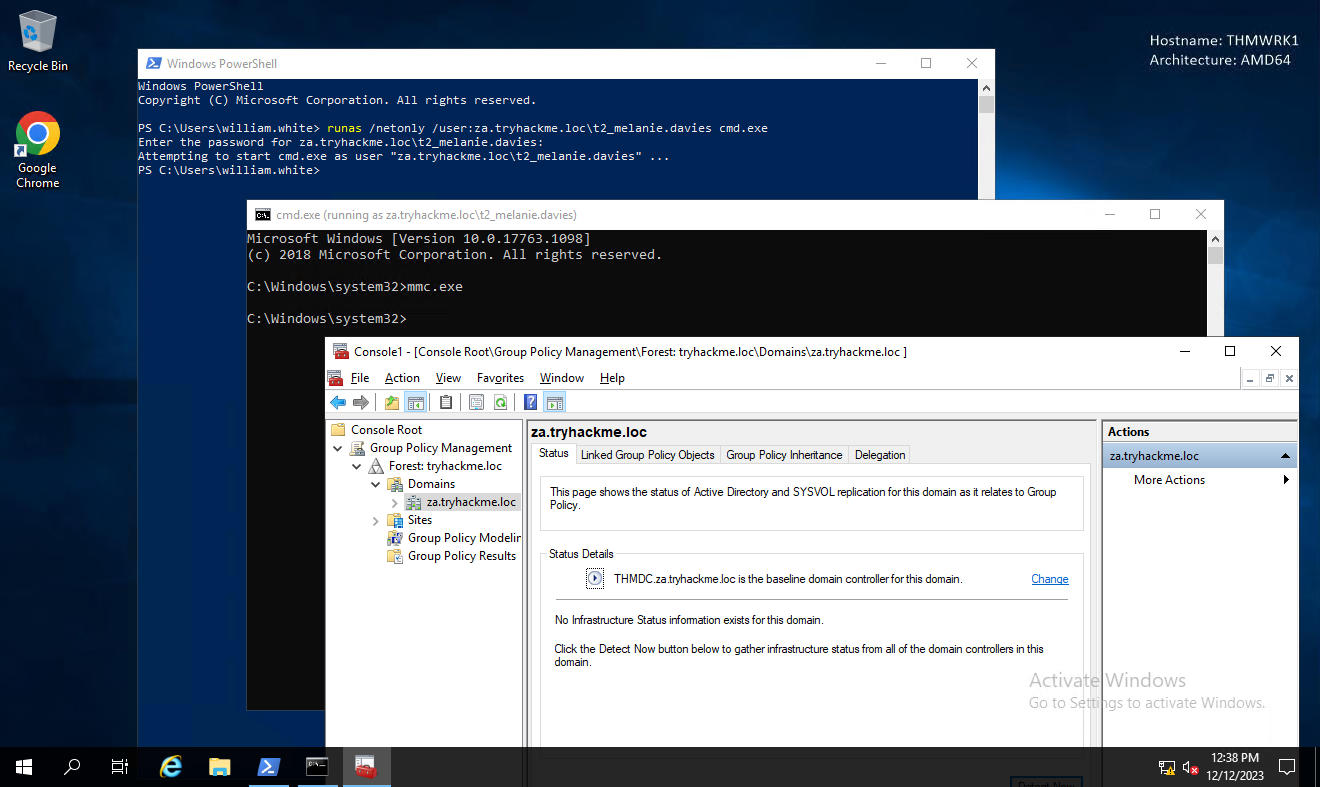 Recycle Bin
Google
Chrome
Hostname: THMWRK1
Architecture: AMD64
Windows PowerShell
Windows PowerShell
Copyright (C) Microsoft Corporation. All rights reserved.
PS C:\Users\william.white> runas /netonly /user:za.tryhackme.loc\t2_melanie.davies cmd.exe
Enter the password for za.tryhackme.loc\t2_melanie.davies:
Attempting to start cmd.exe as user "za.tryhackme.loc\t2_melanie.davies" ...
PS C:\Users\william.white>
cmd.exe (running as za.tryhackme.loc\t2_melanie.davies)
Microsoft Windows [Version 10.0.17763.1098]
(c) 2018 Microsoft Corporation. All rights reserved.
C:\Windows\system32>mmc.exe
C:\Windows\system32>
Console1 - [Console Root\Group Policy Management\Forest: tryhackme.loc\Domains\za.tryhackme.loc ]
File Action View Favorites Window Help
Console Root
Group Policy Management
Forest: tryhackme.loc
Domains
za.tryhackme.loc
Sites
Group Policy Modelin
Group Policy Results
za.tryhackme.loc
Status Linked Group Policy Objects Group Policy Inheritance Delegation
This page shows the status of Active Directory and SYSVOL replication for this domain as it relates to Group
Policy.
Status Details
THMDC.za.tryhackme.loc is the baseline domain controller for this domain. Change
No Infrastructure Status information exists for this domain.
Click the Detect Now button below to gather infrastructure status from all of the domain controllers in this
domain.
Detect Now
Actions
za.tryhackme.loc
More Actions
Activate Windows
Go to Settings to activate Windows.
12:38 PM
12/12/2023